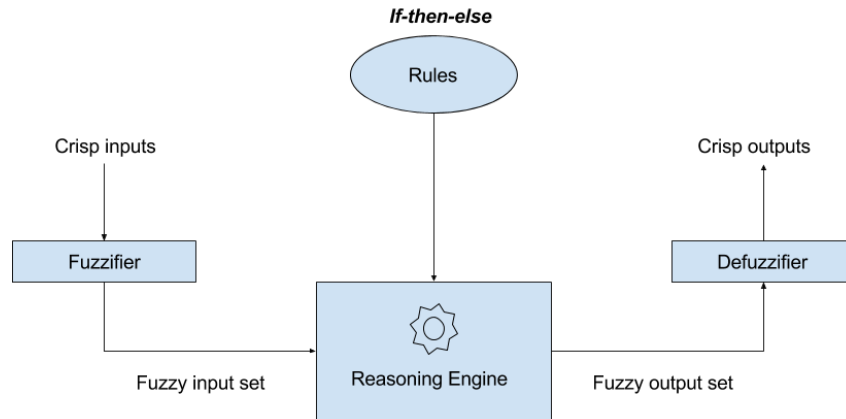 If-then-else
Rules
Crisp inputs
Crisp outputs
Fuzzifier
Defuzzifier
Reasoning Engine
Fuzzy input set
Fuzzy output set